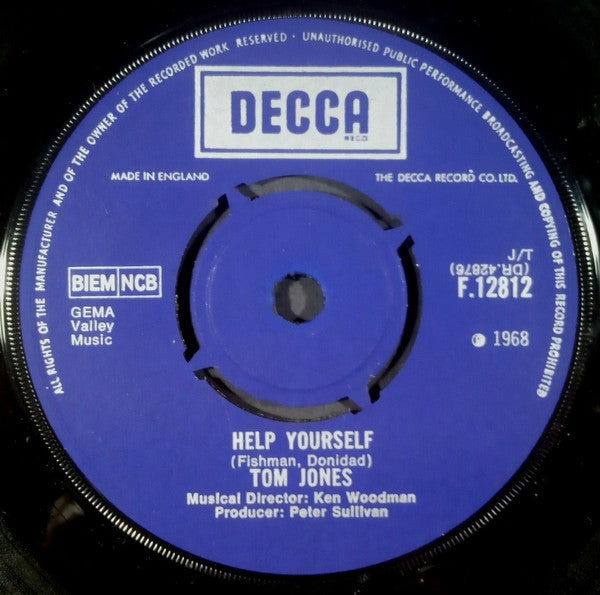 ALL RIGHTS OF THE MANUFACTURER AND OF THE OWNER OF THE RECORDED WORK RESERVED · UNAUTHORISED PUBLIC PERFORMANCE BROADCASTING AND COPYING OF THIS RECORD PROHIBITED
DECCA
RECD
MADE IN ENGLAND
THE DECCA RECORD CO. LTD.
J/T
(DR.42876)
F.12812
BIEM NCB
GEMA
Valley
Music
℗ 1968
HELP YOURSELF
(Fishman, Donidad)
TOM JONES
Musical Director: Ken Woodman
Producer: Peter Sullivan